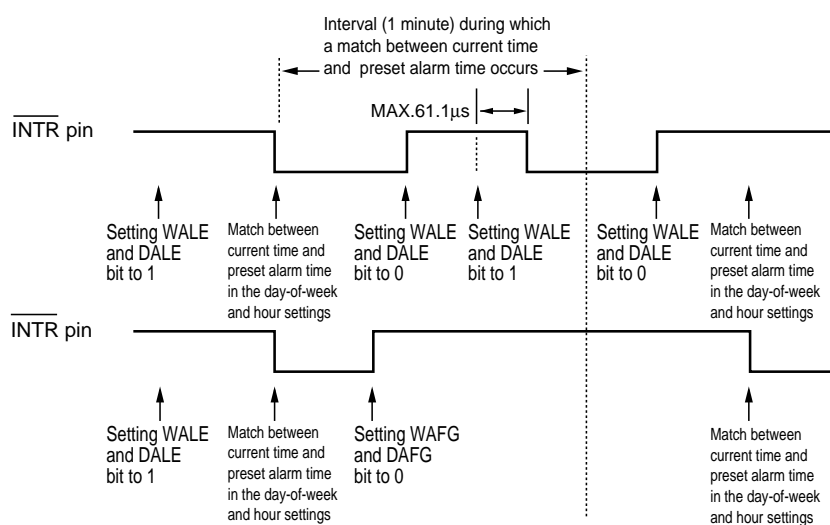 Interval (1 minute) during which
a match between current time
and preset alarm time occurs
MAX.61.1μs
INTR pin
Setting WALE
and DALE
bit to 1
Match between
current time and
preset alarm time
in the day-of-week
and hour settings
Setting WALE
and DALE
bit to 0
Setting WALE
and DALE
bit to 1
Setting WALE
and DALE
bit to 0
Match between
current time and
preset alarm time
in the day-of-week
and hour settings
INTR pin
Setting WALE
and DALE
bit to 1
Match between
current time and
preset alarm time
in the day-of-week
and hour settings
Setting WAFG
and DAFG
bit to 0
Match between
current time and
preset alarm time
in the day-of-week
and hour settings